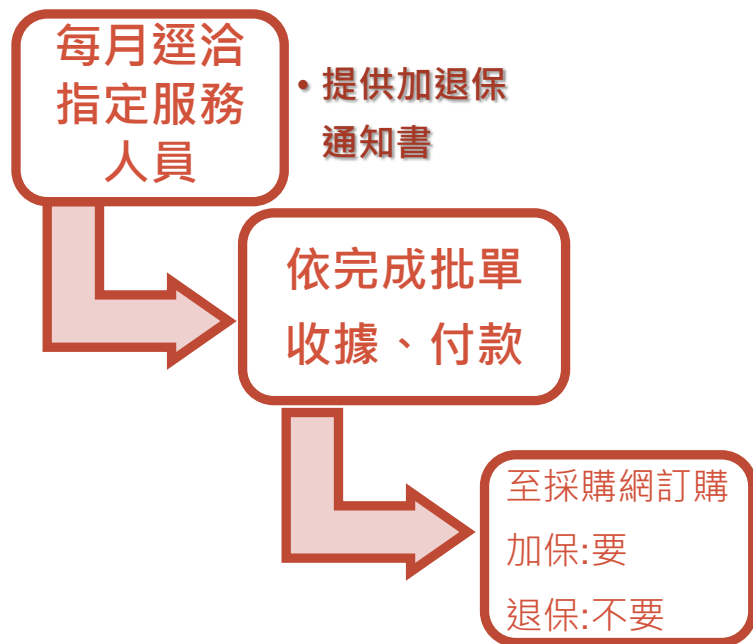 每月逕洽
指定服務
人員
• 提供加退保
通知書
依完成批單
收據、付款
至採購網訂購
加保:要
退保:不要